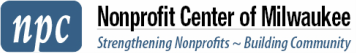 npc
Nonprofit Center of Milwaukee
Strengthening Nonprofits ~ Building Community